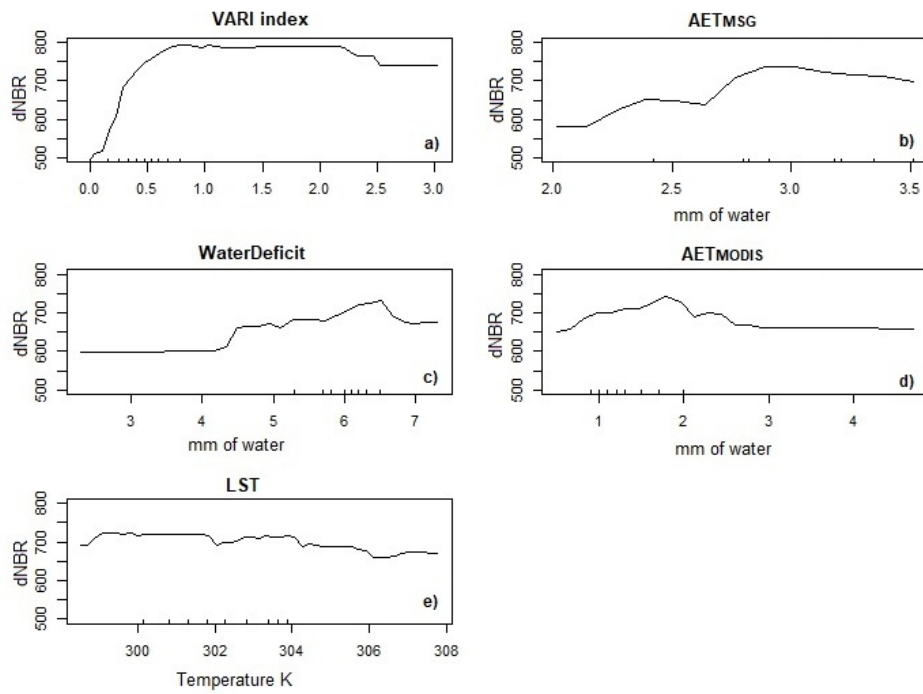 VARI index
dNBR
500 600 700 800
a)
0.0 0.5 1.0 1.5 2.0 2.5 3.0
AETMSG
dNBR
500 600 700 800
b)
2.0 2.5 3.0 3.5
mm of water
WaterDeficit
dNBR
500 600 700 800
c)
3 4 5 6 7
mm of water
AETMODIS
dNBR
500 600 700 800
d)
1 2 3 4
mm of water
LST
dNBR
500 600 700 800
e)
300 302 304 306 308
Temperature K